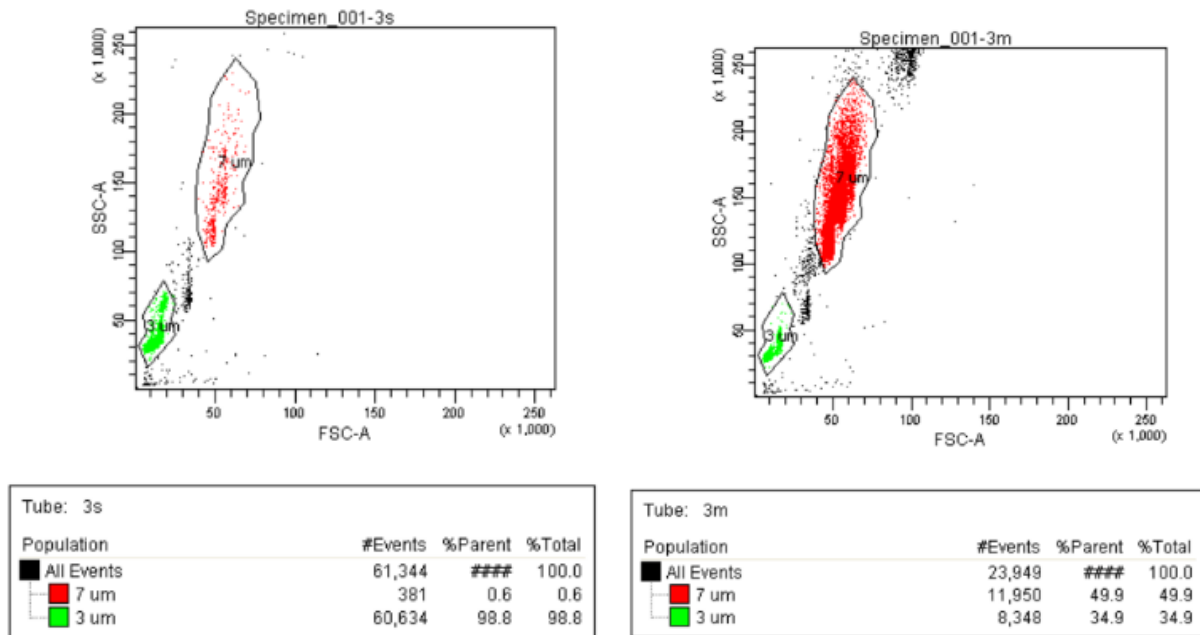 Specimen_001-3s
(x 1,000)
250
200
150
100
50
SSC-A
7 um
3 um
50 100 150 200 250
FSC-A
(x 1,000)
Specimen_001-3m
(x 1,000)
250
200
150
100
50
SSC-A
7 um
3 um
50 100 150 200 250
FSC-A
(x 1,000)
Tube: 3s
Population #Events %Parent %Total
All Events 61,344 #### 100.0
7 um 381 0.6 0.6
3 um 60,634 98.8 98.8
Tube: 3m
Population #Events %Parent %Total
All Events 23,949 #### 100.0
7 um 11,950 49.9 49.9
3 um 8,348 34.9 34.9